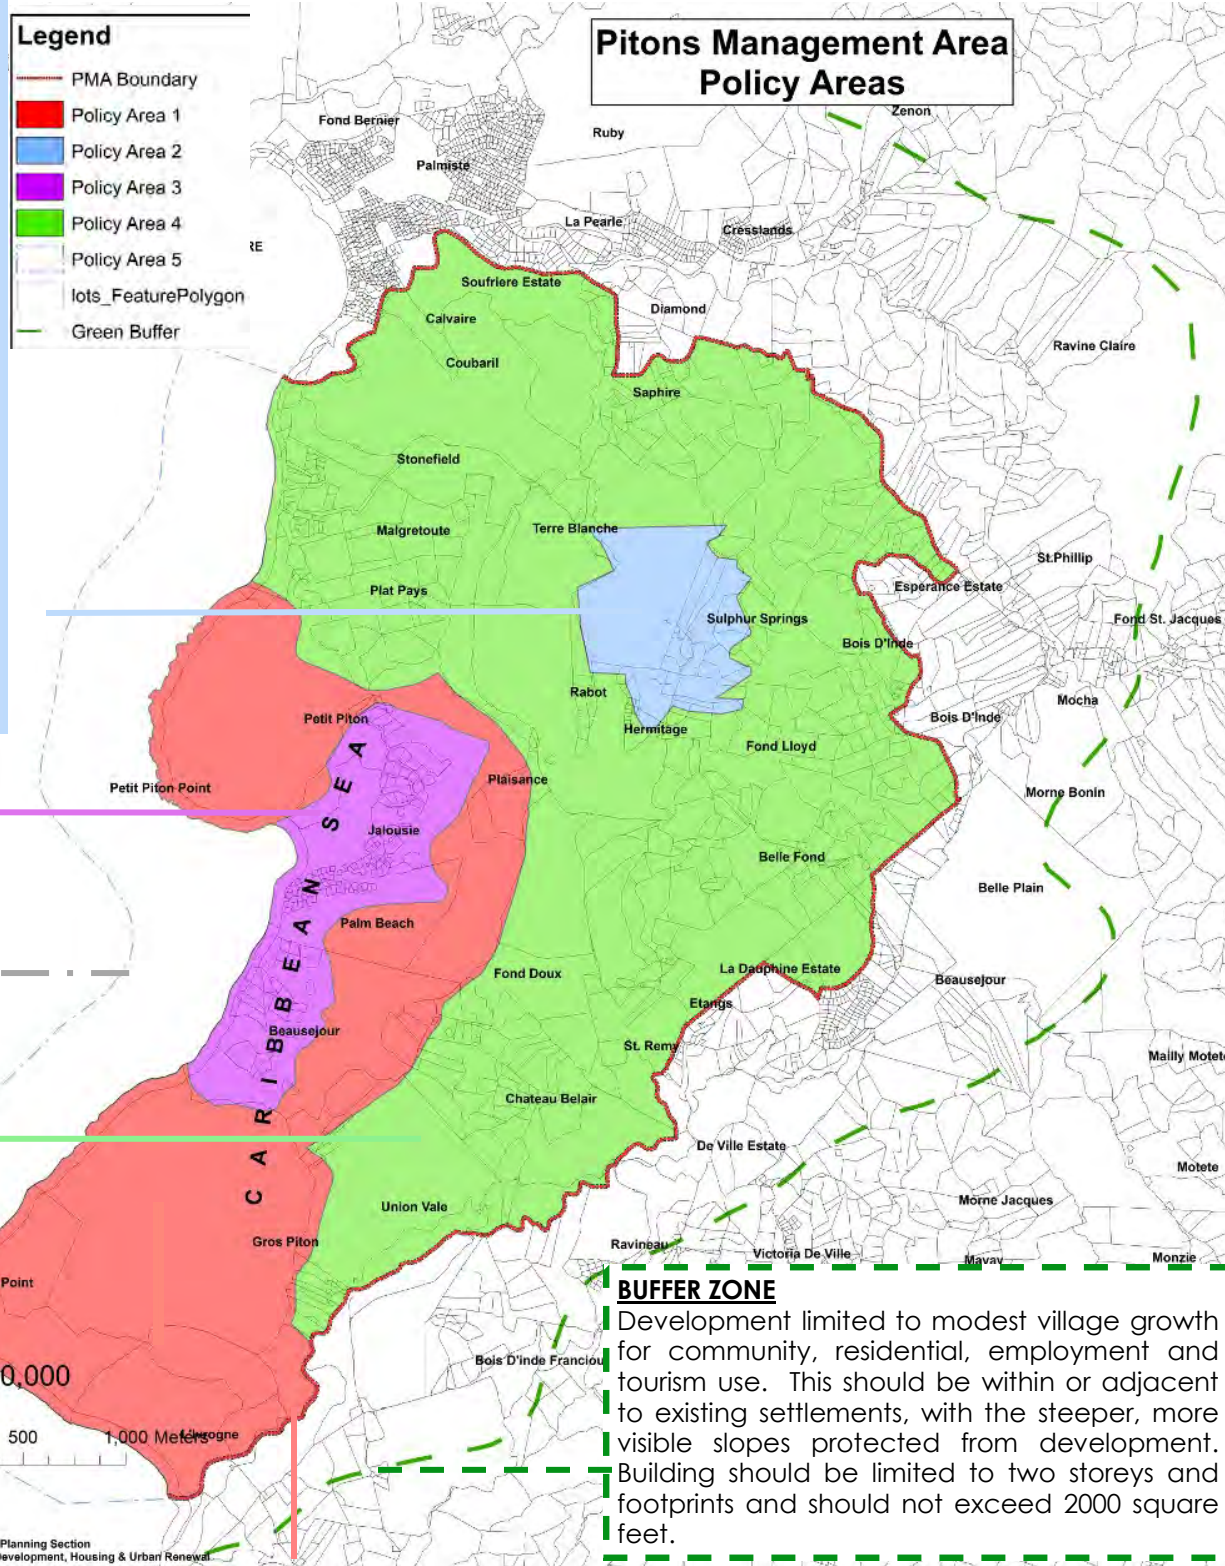 Legend
PMA Boundary
Policy Area 1
Policy Area 2
Policy Area 3
Policy Area 4
Policy Area 5
lots_FeaturePolygon
Green Buffer
Pitons Management Area
Policy Areas
Zenon
Fond Bernier
Ruby
Palmiste
La Pearle
Cresslands
RE
Soufriere Estate
Diamond
Calvaire
Ravine Claire
Coubaril
Saphire
Stonefield
Malgretoute
Terre Blanche
St.Phillip
Esperance Estate
Plat Pays
Sulphur Springs
Fond St. Jacques
Bois D'Inde
Rabot
Mocha
Petit Piton
Bois D'Inde
Hermitage
Fond Lloyd
Plaisance
Petit Piton Point
Morne Bonin
Jalousie
Belle Fond
Belle Plain
Palm Beach
CARIBBEAN SEA
Fond Doux
La Dauphine Estate
Beausejour
Etangs
Beausejour
St. Remy
Mailly Motete
Chateau Belair
De Ville Estate
Motete
Union Vale
Morne Jacques
Gros Piton
Ravineau
Victoria De Ville
Mavay
Monzie
Point
BUFFER ZONE
Development limited to modest village growth
for community, residential, employment and
tourism use. This should be within or adjacent
to existing settlements, with the steeper, more
visible slopes protected from development.
Building should be limited to two storeys and
footprints and should not exceed 2000 square
feet.
Bois D'inde Franciou
0,000
500
1,000 Meters
Planning Section
evelopment, Housing & Urban Renewal